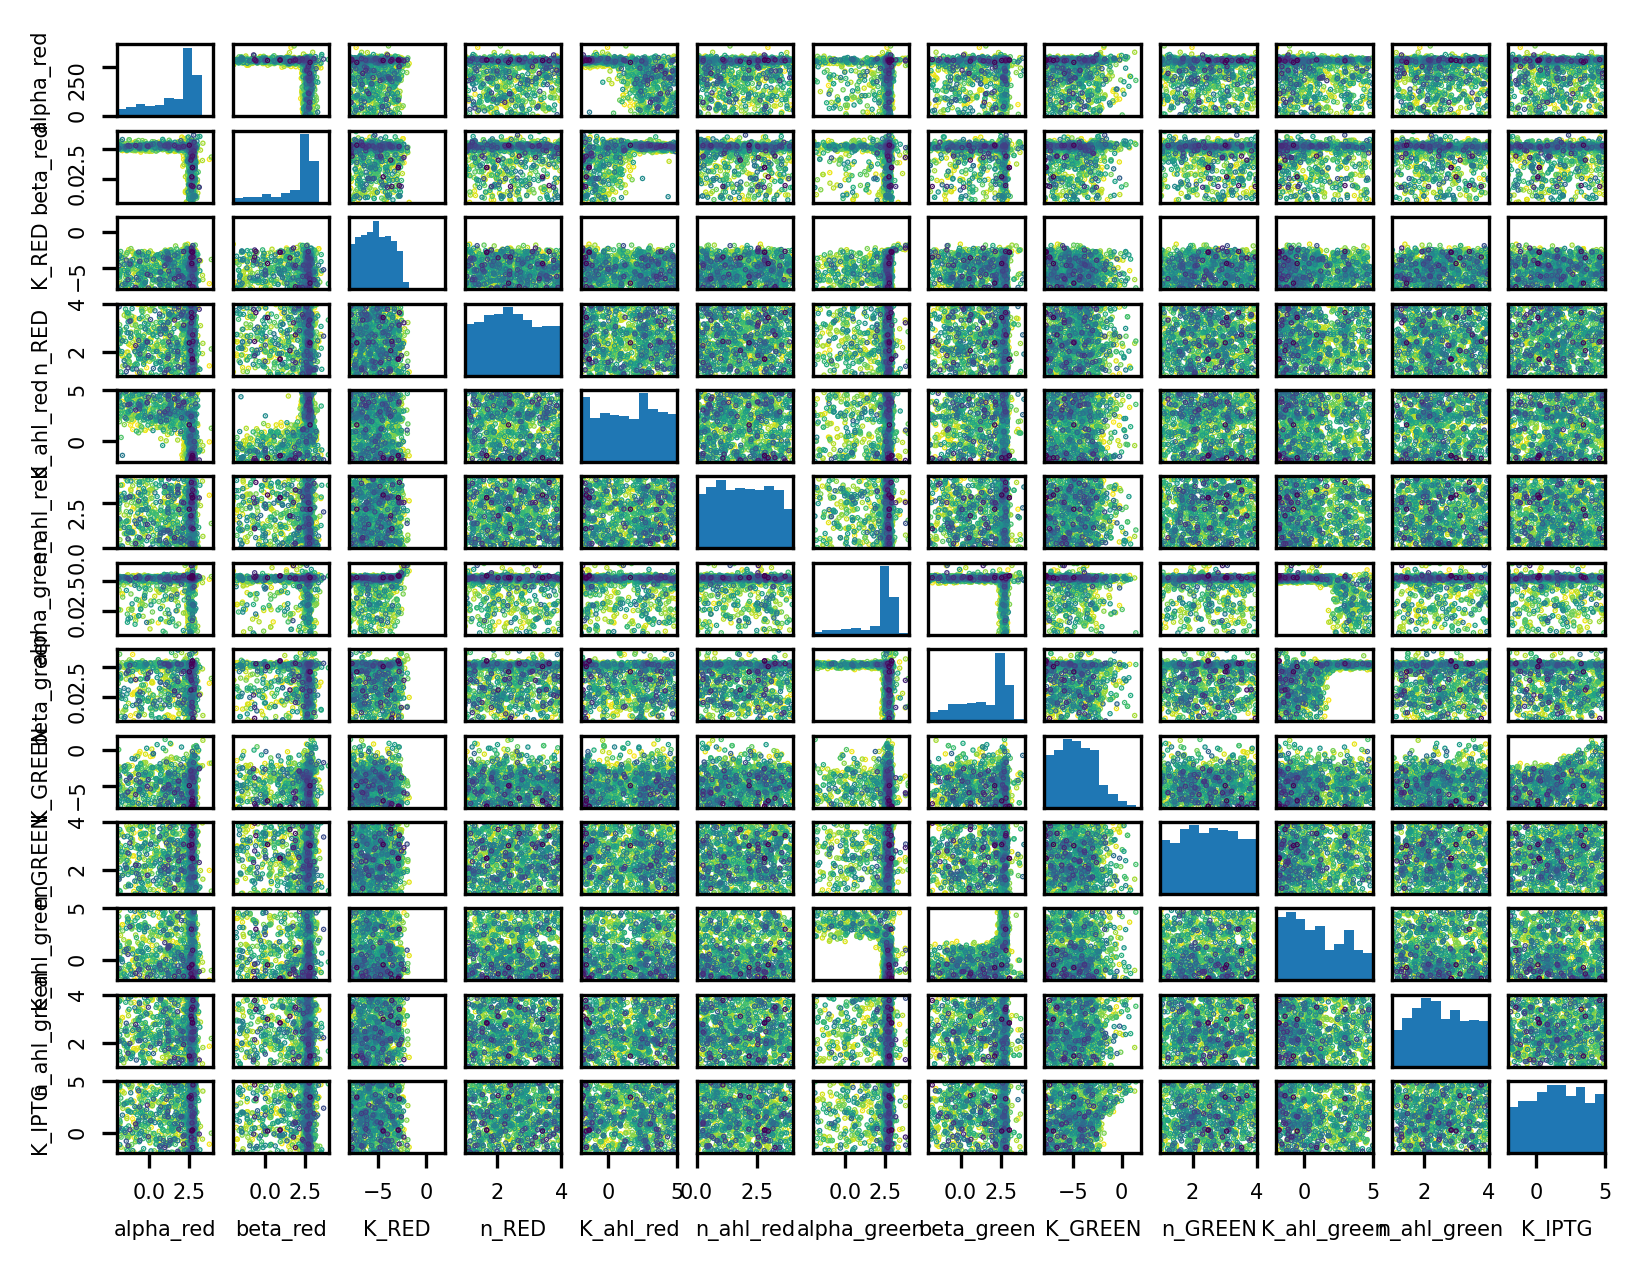 alpha_red
0 250
beta_red
0.02.5
K_RED
0
−5
n_RED
4
2
K_ahl_red
5
0
n_ahl_red
2.5
0.0
alpha_green
0.02.5
beta_green
0.02.5
K_GREEN
0
−5
n_GREEN
4
2
K_ahl_green
5
0
n_ahl_green
4
2
K_IPTG
5
0
0.0 2.5 0.0 2.5 −5 0 2 4 0 5 0.0 2.5 0.0 2.5 0.0 2.5 −5 0 2 4 0 5 2 4 0 5
alpha_red beta_red K_RED n_RED K_ahl_red n_ahl_red alpha_green beta_green K_GREEN n_GREEN K_ahl_green n_ahl_green K_IPTG